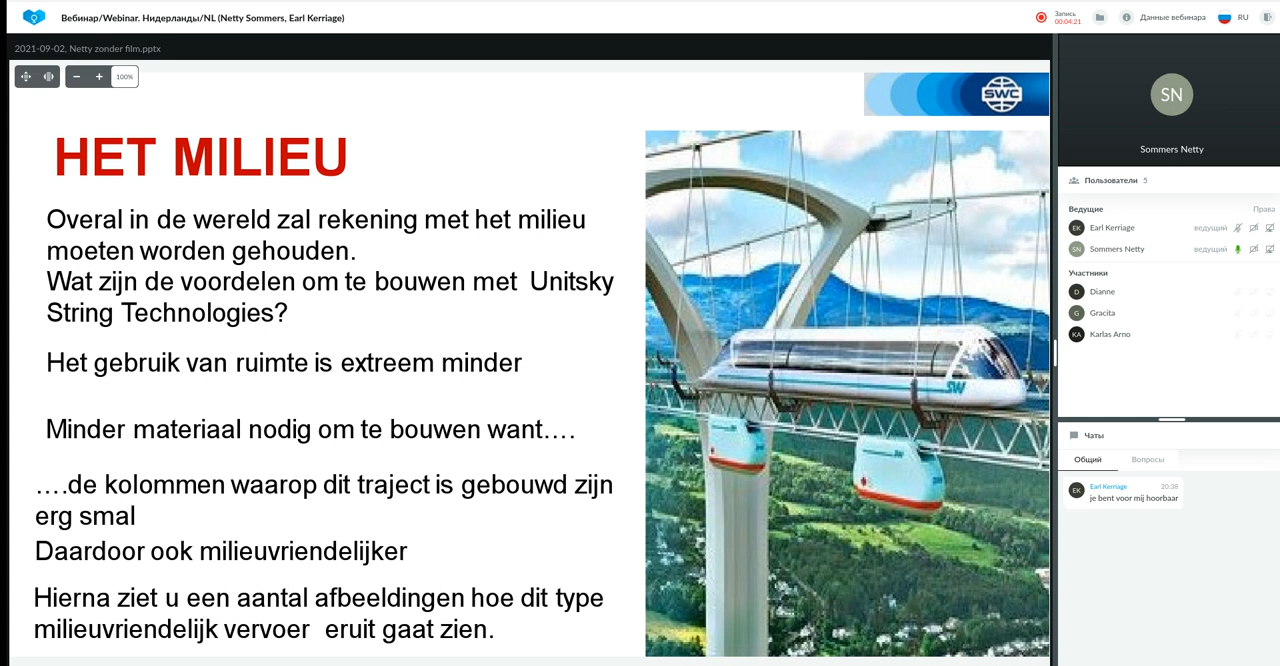 Вебинар/Webinar. Нидерланды/NL (Netty Sommers, Earl Kerriage)
Запись
00:04:21
Данные вебинара
RU
2021-09-02, Netty zonder film.pptx
100%
SWC
HET MILIEU
Overal in de wereld zal rekening met het milieu
moeten worden gehouden.
Wat zijn de voordelen om te bouwen met Unitsky
String Technologies?
Het gebruik van ruimte is extreem minder
Minder materiaal nodig om te bouwen want....
....de kolommen waarop dit traject is gebouwd zijn
erg smal
Daardoor ook milieuvriendelijker
Hierna ziet u een aantal afbeeldingen hoe dit type
milieuvriendelijk vervoer eruit gaat zien.
SW
SN
Sommers Netty
Пользователи 5
Ведущие Права
EK Earl Kerriage ведущий
SN Sommers Netty ведущий
Участники
D Dianne
G Gracita
KA Karlas Arno
Чаты
Общий Вопросы
EK Earl Kerriage 20:38
je bent voor mij hoorbaar